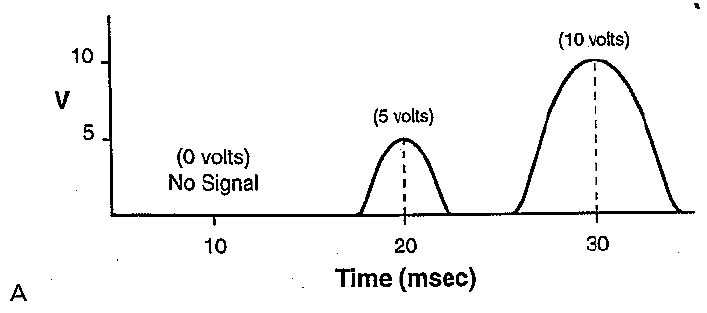 (10 volts)
10
V
(5 volts)
5
(0 volts)
No Signal
10
20
30
Time (msec)
A